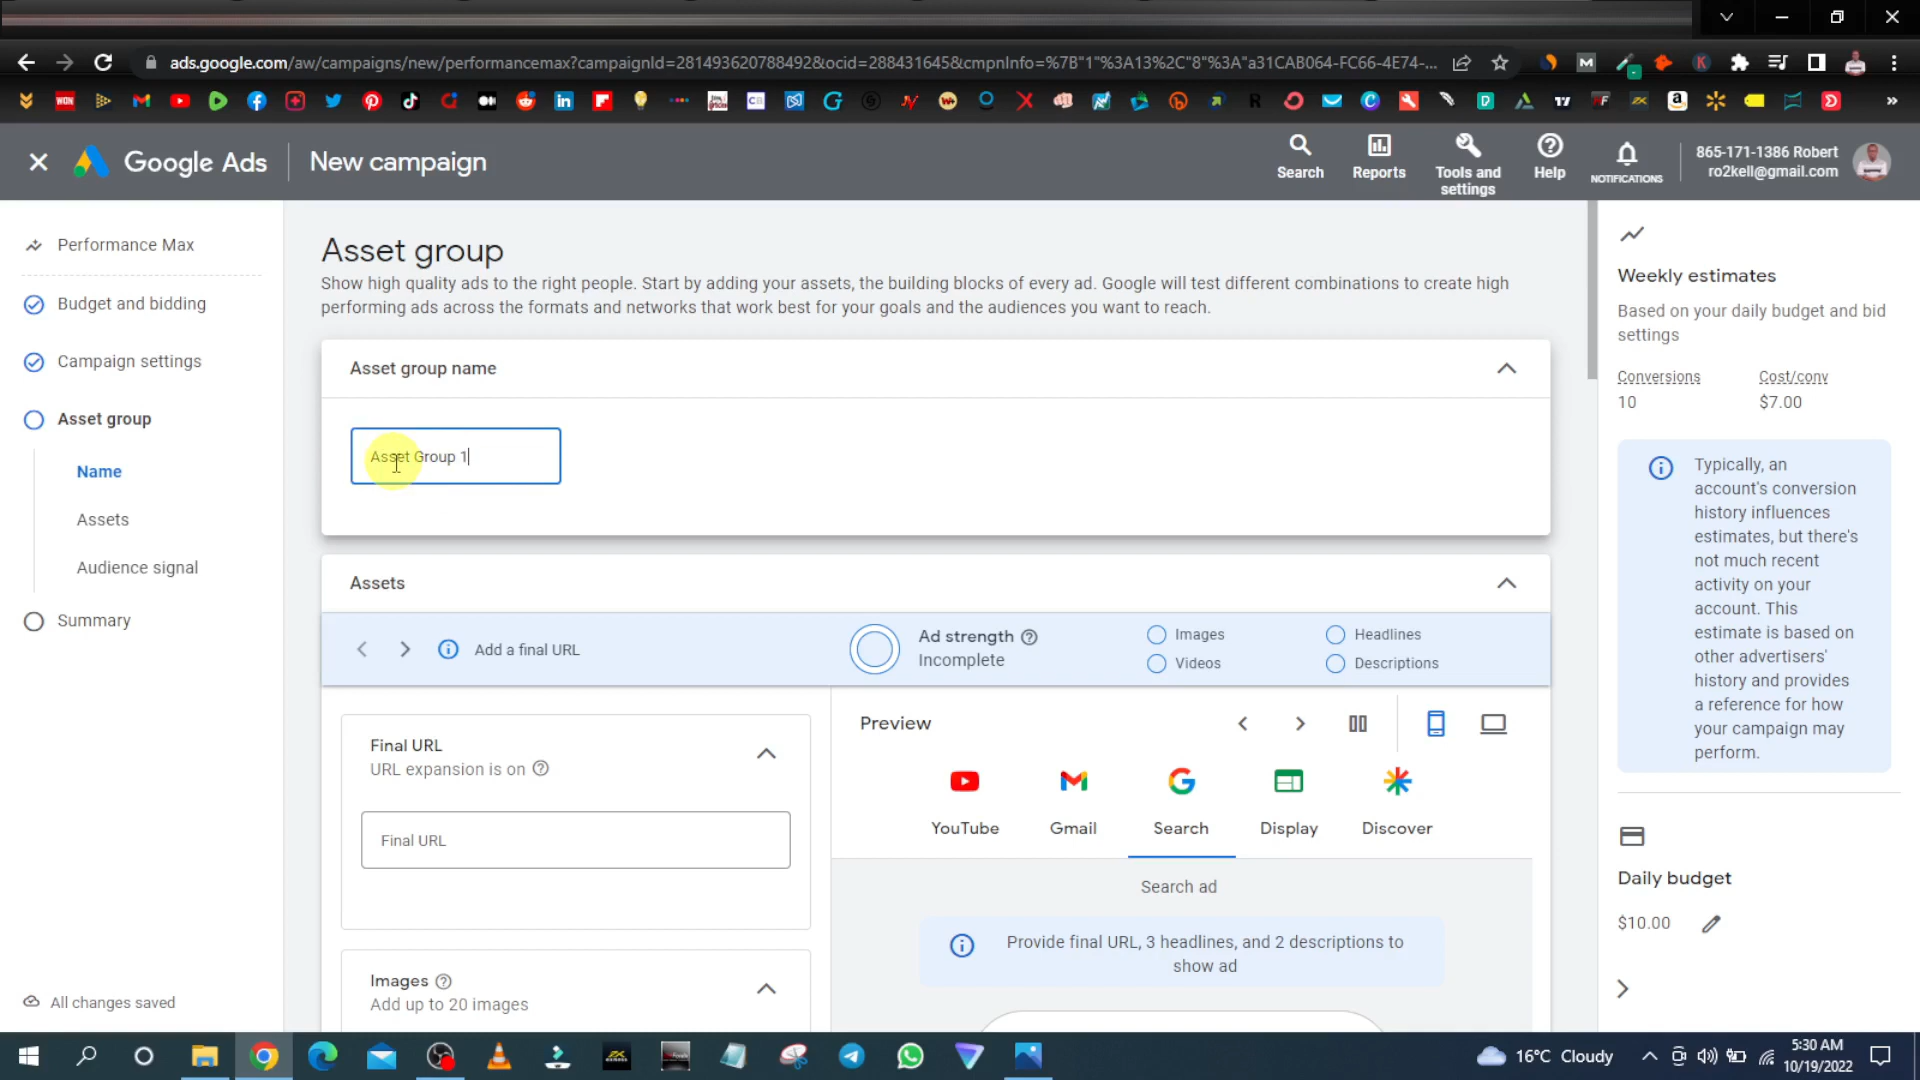 ads.google.com/aw/campaigns/new/performancemax?campaignId=281493620788492&ocid=288431645&cmpnInfo=%7B"1"%3A13%2C"8"%3A"a31CAB064-FC66-4E74-...
Google Ads
New campaign
Search
Reports
Tools and
settings
Help
NOTIFICATIONS
865-171-1386 Robert
ro2kell@gmail.com
Performance Max
Budget and bidding
Campaign settings
Asset group
Name
Assets
Audience signal
Summary
All changes saved
Asset group
Show high quality ads to the right people. Start by adding your assets, the building blocks of every ad. Google will test different combinations to create high
performing ads across the formats and networks that work best for your goals and the audiences you want to reach.
Asset group name
Asset Group 1
Assets
Add a final URL
Ad strength
Incomplete
Images
Videos
Headlines
Descriptions
Final URL
URL expansion is on
Final URL
Images
Add up to 20 images
Preview
YouTube
Gmail
Search
Display
Discover
Search ad
Provide final URL, 3 headlines, and 2 descriptions to
show ad
Weekly estimates
Based on your daily budget and bid
settings
Conversions
10
Cost/conv
$7.00
Typically, an
account's conversion
history influences
estimates, but there's
not much recent
activity on your
account. This
estimate is based on
other advertisers'
history and provides
a reference for how
your campaign may
perform.
Daily budget
$10.00
16°C Cloudy
5:30 AM
10/19/2022